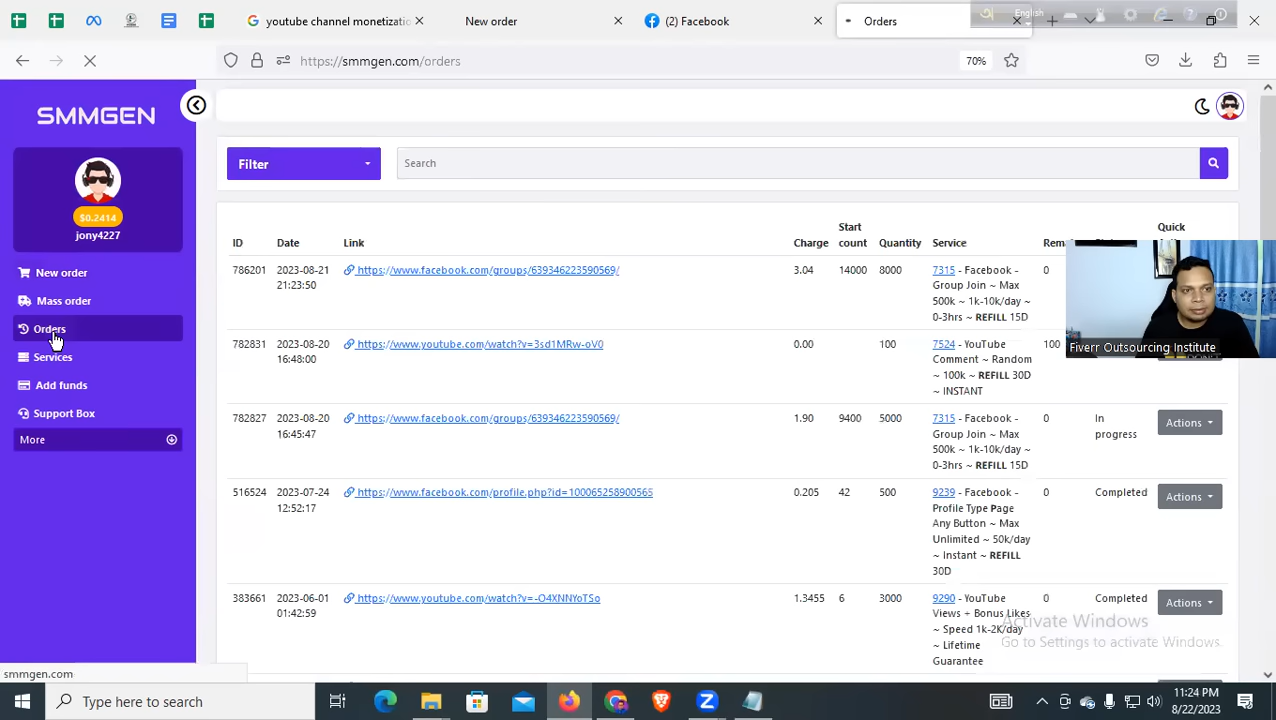 youtube channel monetizatio
New order
(2) Facebook
Orders
English
https://smmgen.com/orders
70%
SMMGEN
$0.2414
jony4227
New order
Mass order
Orders
Services
Add funds
Support Box
More
Filter
Search
ID Date Link Charge Start count Quantity Service Quick
786201 2023-08-21 https://www.facebook.com/groups/639346223590569/ 3.04 14000 8000 7315 - Facebook - 0
21:23:50 Group Join ~ Max
500k ~ 1k-10k/day ~
0-3hrs ~ REFILL 15D
782831 2023-08-20 https://www.youtube.com/watch?v=3sd1MRw-oV0 0.00 100 7524 - YouTube 100
16:48:00 Comment ~ Random
~ 100k ~ REFILL 30D
~ INSTANT
782827 2023-08-20 https://www.facebook.com/groups/639346223590569/ 1.90 9400 5000 7315 - Facebook - 0 In Actions
16:45:47 Group Join ~ Max progress
500k ~ 1k-10k/day ~
0-3hrs ~ REFILL 15D
516524 2023-07-24 https://www.facebook.com/profile.php?id=100065258900565 0.205 42 500 9239 - Facebook - 0 Completed Actions
12:52:17 Profile Type Page
Any Button ~ Max
Unlimited ~ 50k/day
~ Instant ~ REFILL
30D
383661 2023-06-01 https://www.youtube.com/watch?v=-O4XNNYoTSo 1.3455 6 3000 9290 - YouTube 0 Completed Actions
01:42:59 Views + Bonus Likes
~ Speed 1k-2K/day
~ Lifetime
Guarantee
Fiverr Outsourcing Institute
Activate Windows
Go to Settings to activate Windows.
smmgen.com
Type here to search
11:24 PM
8/22/2023